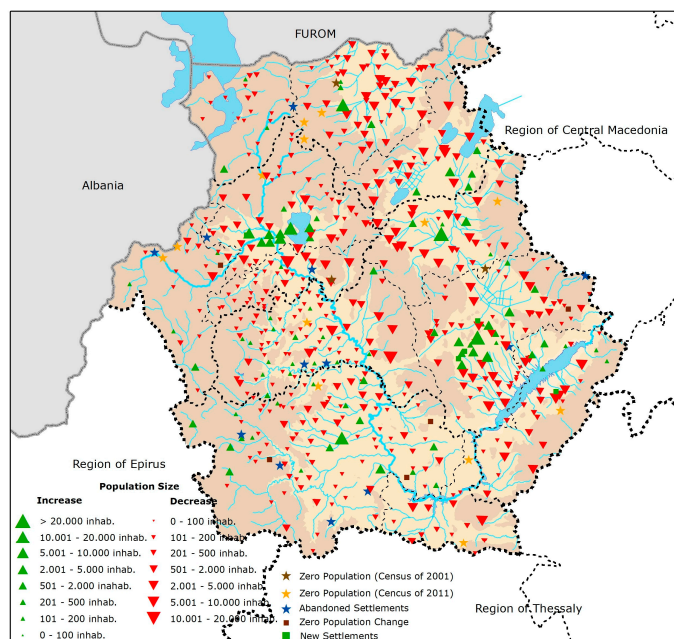 FUROM
Region of Central Macedonia
Albania
Region of Epirus
Population Size
Increase Decrease
> 20.000 inhab. 0 - 100 inhab.
10.001 - 20.000 inhab. 101 - 200 inhab.
5.001 - 10.000 inhab. 201 - 500 inhab.
2.001 - 5.000 inhab. 501 - 2.000 inhab.
501 - 2.000 inhab. 2.001 - 5.000 inhab.
201 - 500 inhab. 5.001 - 10.000 inhab.
101 - 200 inhab. 10.001 - 20.000 inhab.
0 - 100 inhab.
Zero Population (Census of 2001)
Zero Population (Census of 2011)
Abandoned Settlements
Zero Population Change
New Settlements
Region of Thessaly